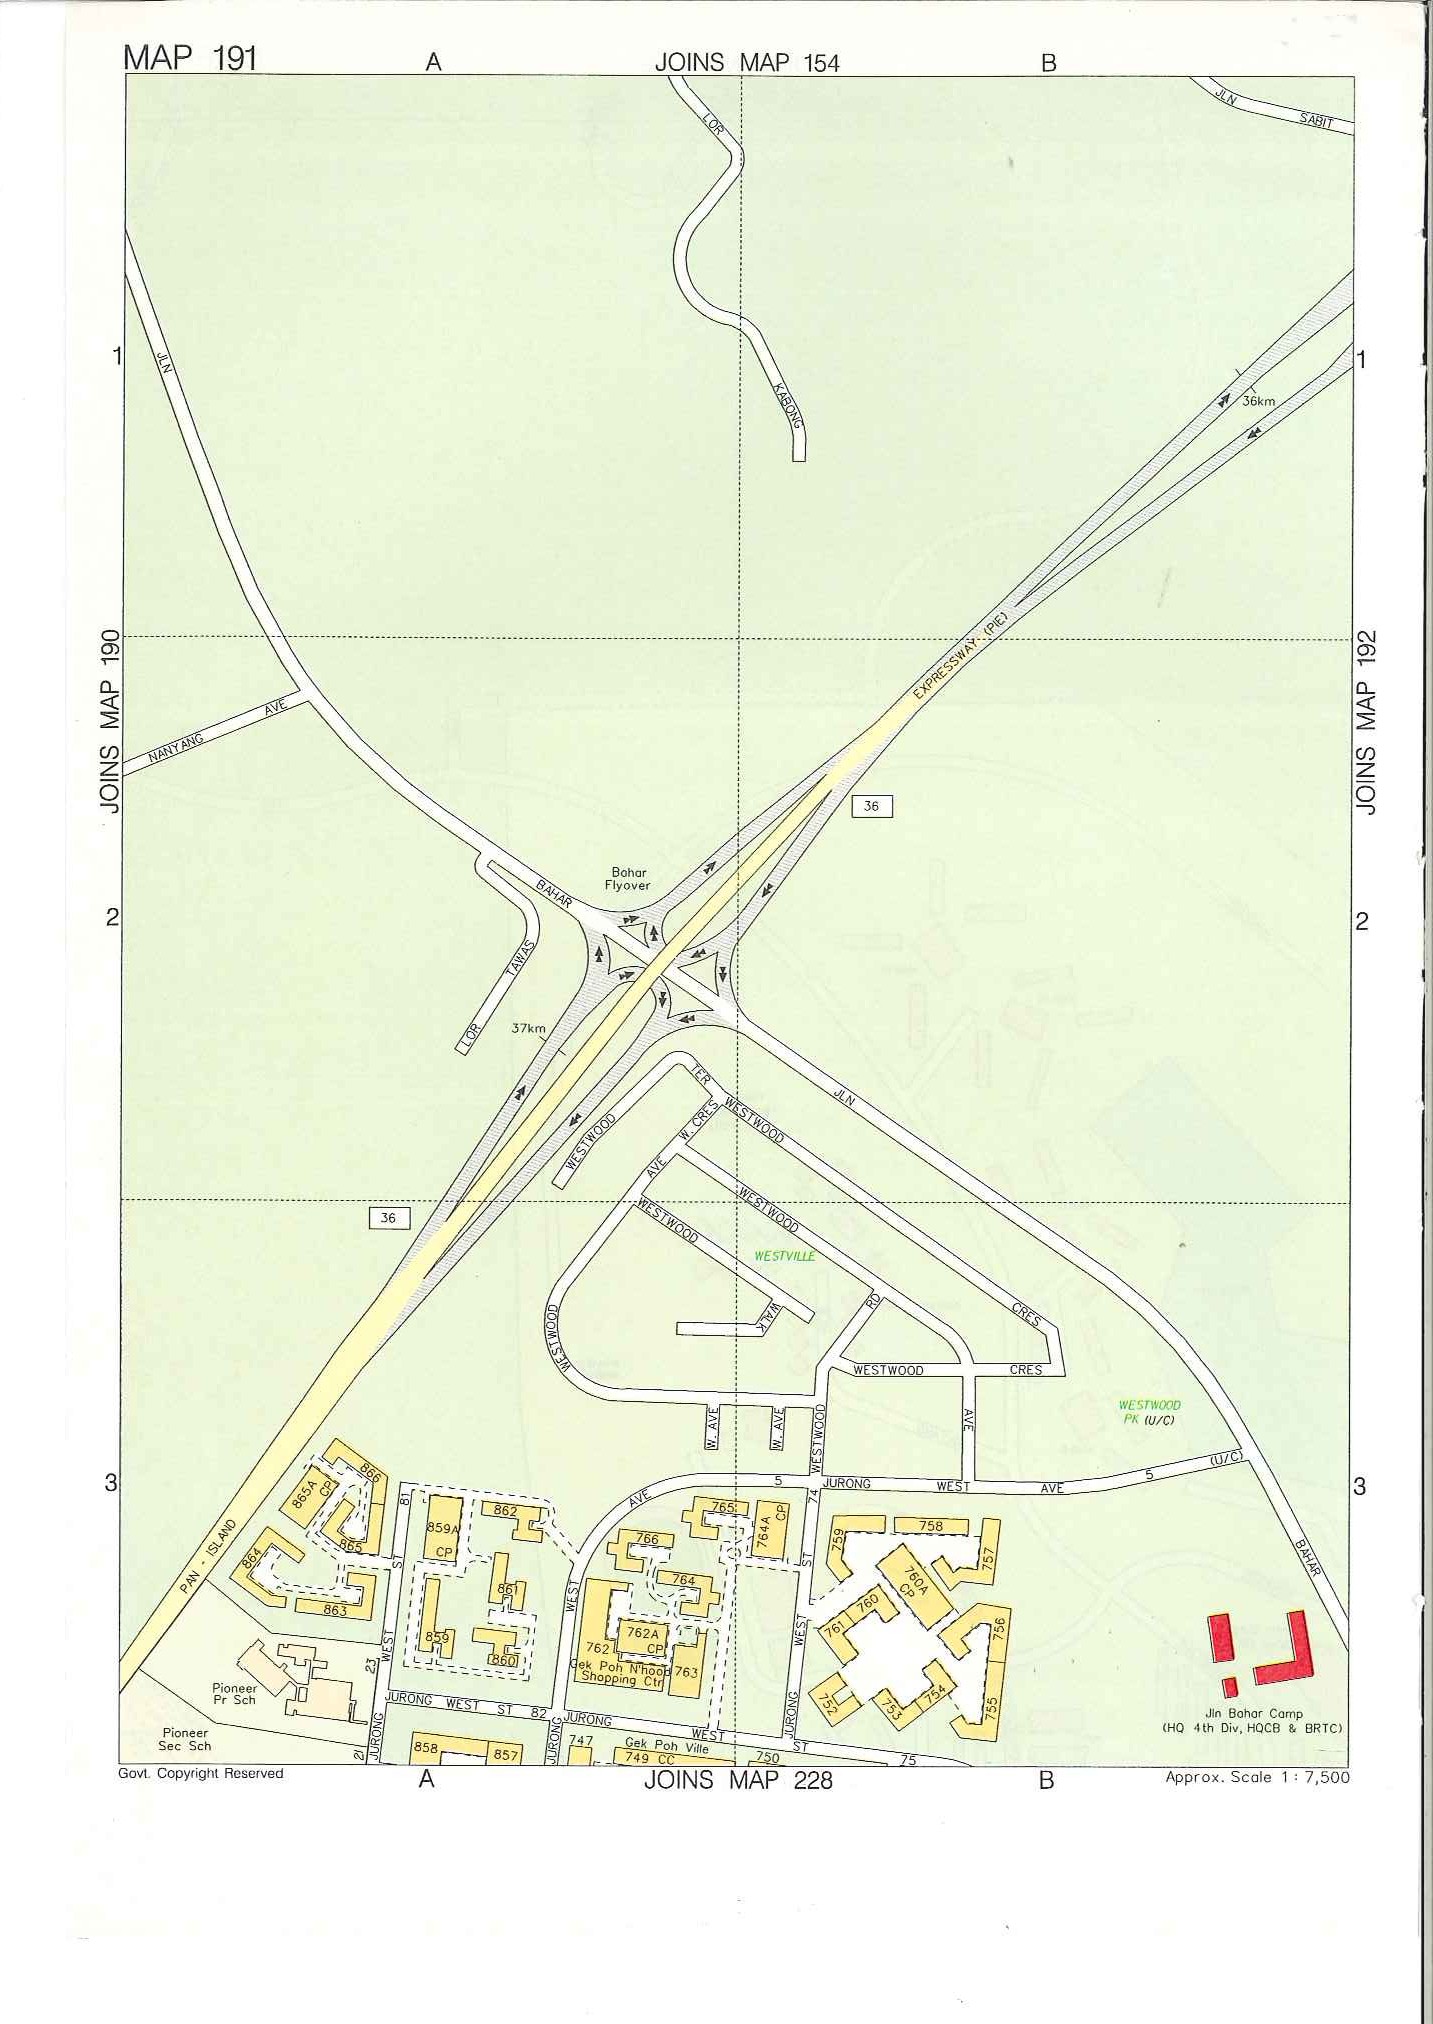 MAP 191
A
JOINS MAP 154
B
JLN SABIT
LOR
KABONG
JLN
1
1
36km
JOINS MAP 190
JOINS MAP 192
EXPRESSWAY (PIE)
NANYANG AVE
36
Bahar
Flyover
BAHAR
2
2
LOR TAWAS
37km
TER
WESTWOOD
W. CRES
WESTWOOD
JLN
AVE
WESTWOOD
WESTWOOD
36
WESTVILLE
RD
CRES
WALK
WESTWOOD
WESTWOOD
WESTWOOD CRES
W. AVE
W. AVE
WESTWOOD
AVE
WESTWOOD
PK (U/C)
3
3
AVE
5
JURONG WEST AVE 5 (U/C)
866
865A
CP
865
864
863
81
ST
WEST
859A
CP
862
861
859
860
WEST
765
766
764
764A
CP
74
ST
WEST
762
762A
CP
763
Gek Poh N'hood
Shopping Ctr
759
758
757
760A
CP
760
761
756
755
754
753
752
BAHAR
PAN - ISLAND
Pioneer
Pr Sch
23
JURONG WEST ST 82
JURONG WEST ST 75
JURONG
JURONG
JURONG
Pioneer
Sec Sch
21
858
857
747
Gek Poh Ville
749 CC
750
Jln Bahar Camp
(HQ 4th Div, HQCB & BRTC)
Govt. Copyright Reserved
A
JOINS MAP 228
B
Approx. Scale 1 : 7,500